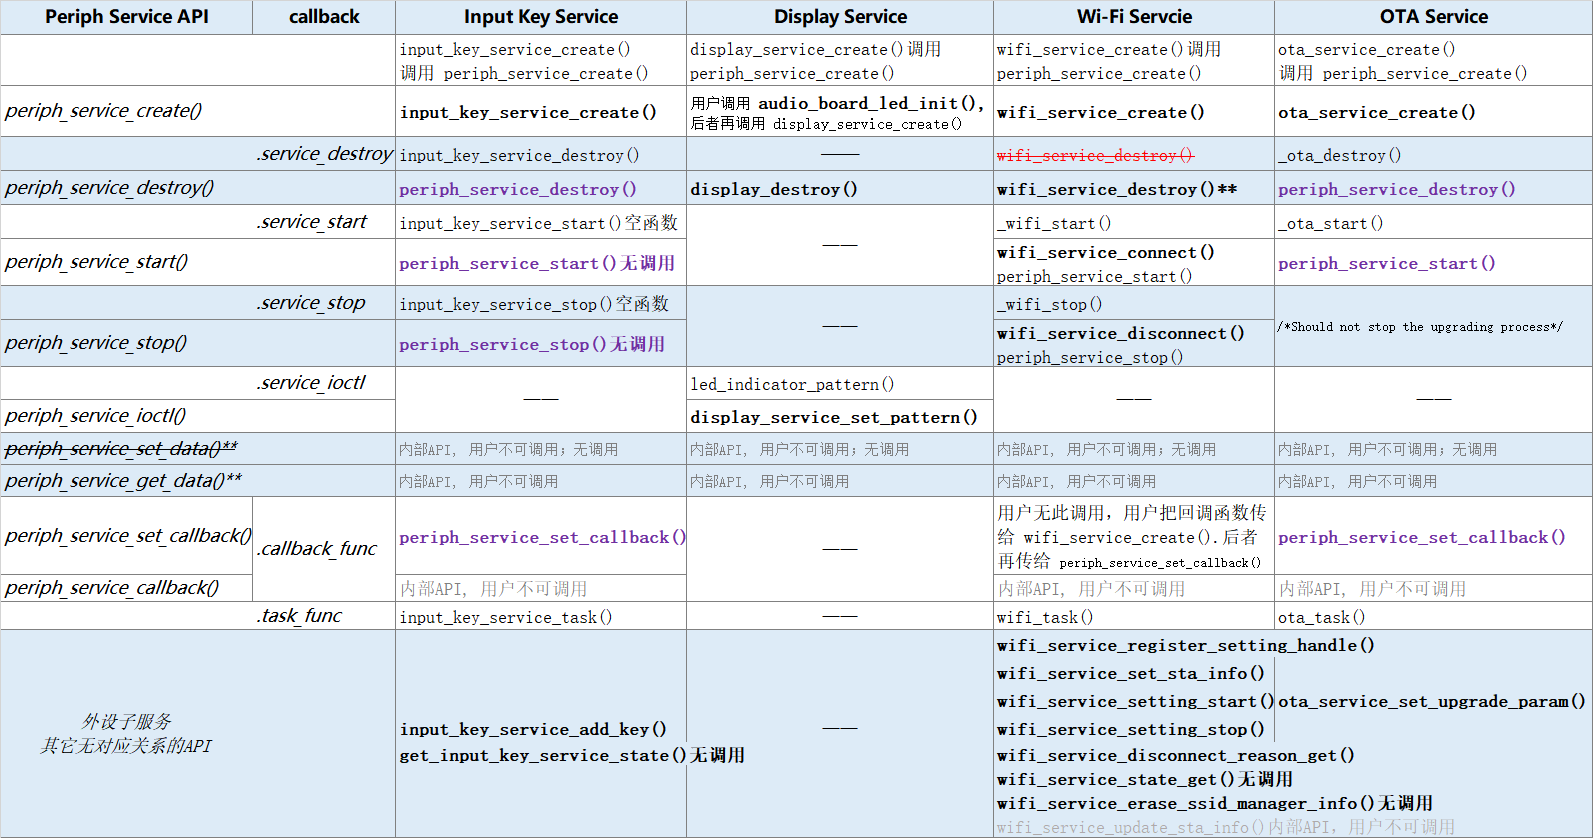 Periph Service API callback Input Key Service Display Service Wi-Fi Servcie OTA Service
input_key_service_create() display_service_create()调用 wifi_service_create()调用 ota_service_create()
调用 periph_service_create() periph_service_create() periph_service_create() 调用 periph_service_create()
periph_service_create() input_key_service_create() 用户调用 audio_board_led_init(), wifi_service_create() ota_service_create()
后者再调用 display_service_create()
.service_destroy input_key_service_destroy() —— wifi_service_destroy() _ota_destroy()
periph_service_destroy() periph_service_destroy() display_destroy() wifi_service_destroy()** periph_service_destroy()
.service_start input_key_service_start()空函数 —— _wifi_start() _ota_start()
periph_service_start() periph_service_start()无调用 wifi_service_connect() periph_service_start()
periph_service_start()
.service_stop input_key_service_stop()空函数 —— _wifi_stop() /*Should not stop the upgrading process*/
periph_service_stop() periph_service_stop()无调用 wifi_service_disconnect()
periph_service_stop()
.service_ioctl —— led_indicator_pattern() —— ——
periph_service_ioctl() display_service_set_pattern()
periph_service_set_data()** 内部API, 用户不可调用；无调用 内部API, 用户不可调用；无调用 内部API, 用户不可调用；无调用 内部API, 用户不可调用；无调用
periph_service_get_data()** 内部API, 用户不可调用 内部API, 用户不可调用 内部API, 用户不可调用 内部API, 用户不可调用
periph_service_set_callback() .callback_func periph_service_set_callback() —— 用户无此调用，用户把回调函数传 periph_service_set_callback()
给 wifi_service_create().后者
再传给 periph_service_set_callback()
periph_service_callback() 内部API, 用户不可调用 内部API, 用户不可调用 内部API, 用户不可调用
.task_func input_key_service_task() —— wifi_task() ota_task()
外设子服务
其它无对应关系的API
input_key_service_add_key()
get_input_key_service_state()无调用
——
wifi_service_register_setting_handle()
wifi_service_set_sta_info()
wifi_service_setting_start()
wifi_service_setting_stop()
wifi_service_disconnect_reason_get()
wifi_service_state_get()无调用
wifi_service_erase_ssid_manager_info()无调用
wifi_service_update_sta_info()内部API，用户不可调用
ota_service_set_upgrade_param()